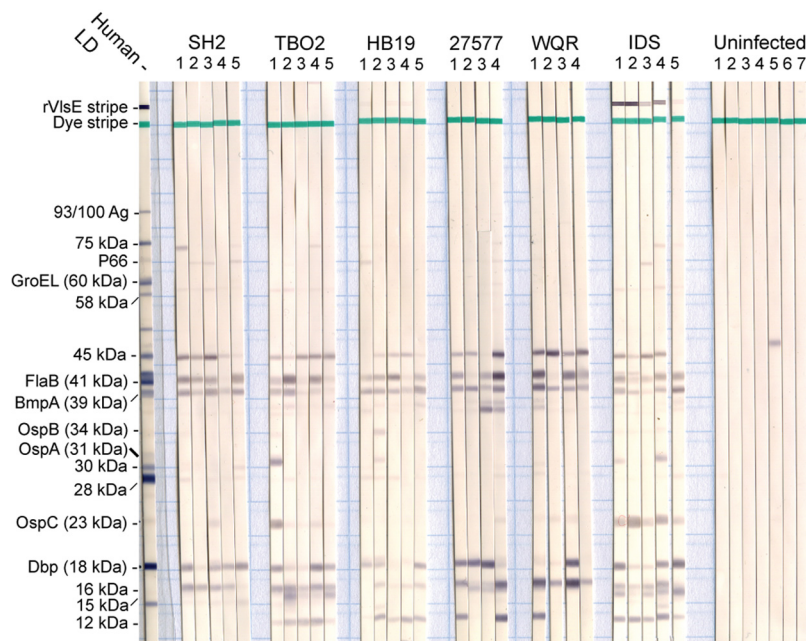 Human
LD
-
SH2 TBO2 HB19 27577 WQR IDS Uninfected
1 2 3 4 5 1 2 3 4 5 1 2 3 4 5 1 2 3 4 1 2 3 4 1 2 3 4 5 1 2 3 4 5 6 7
rVlsE stripe -
Dye stripe -
93/100 Ag -
75 kDa -
P66 -
GroEL (60 kDa) -
58 kDa
45 kDa -
FlaB (41 kDa) -
BmpA (39 kDa)
OspB (34 kDa) -
OspA (31 kDa)
30 kDa -
28 kDa
OspC (23 kDa) -
Dbp (18 kDa) -
16 kDa -
15 kDa
12 kDa -